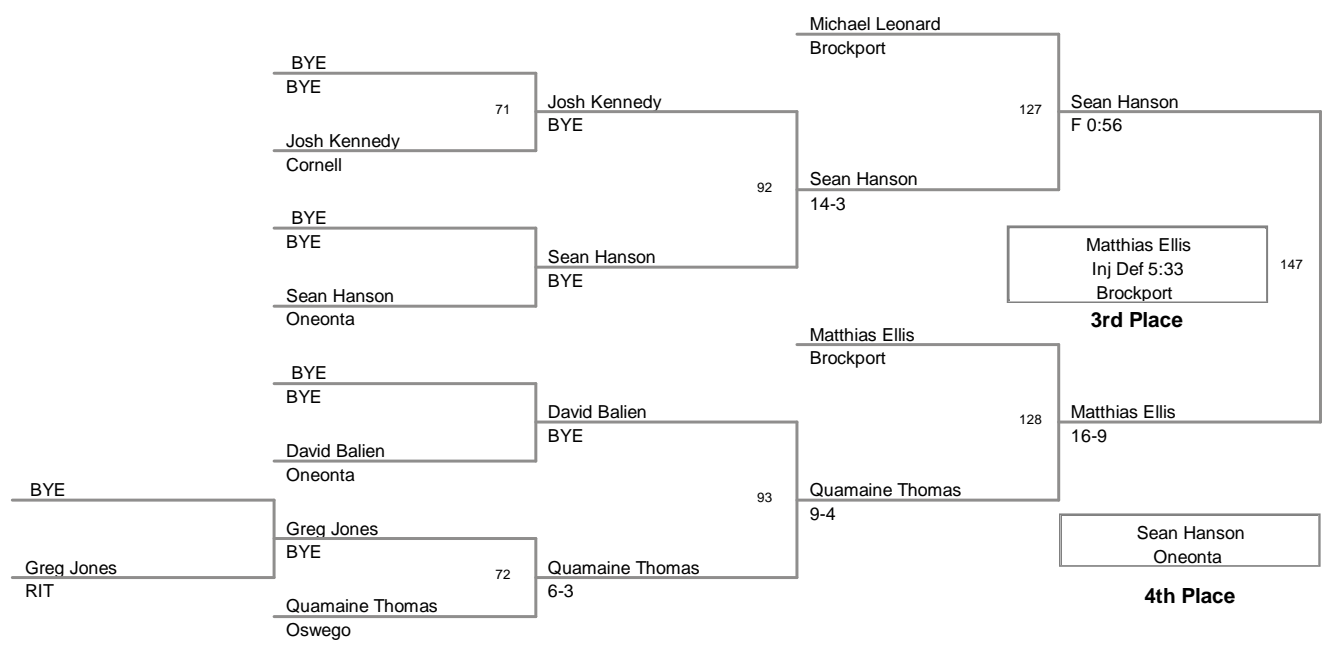 Michael Leonard
Brockport
BYE
BYE
71
Josh Kennedy
BYE
127
Sean Hanson
F 0:56
Josh Kennedy
Cornell
92
Sean Hanson
14-3
BYE
BYE
Sean Hanson
BYE
Matthias Ellis
Inj Def 5:33
Brockport
147
3rd Place
Sean Hanson
Oneonta
Matthias Ellis
Brockport
BYE
BYE
David Balien
BYE
128
Matthias Ellis
16-9
David Balien
Oneonta
BYE
93
Quamaine Thomas
9-4
Greg Jones
BYE
Sean Hanson
Oneonta
4th Place
Greg Jones
RIT
72
Quamaine Thomas
6-3
Quamaine Thomas
Oswego